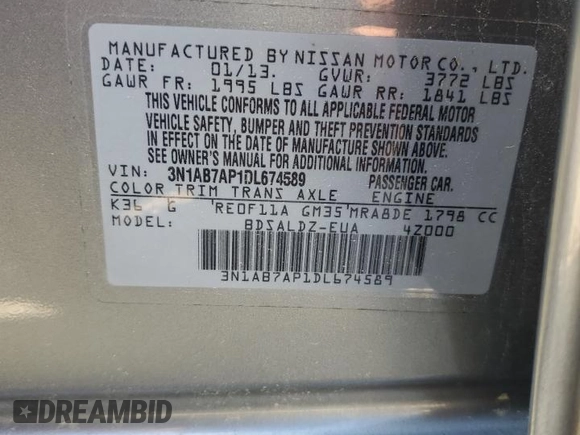 MANUFACTURED BY NISSAN MOTOR CO., LTD.
DATE: 01/13. GVWR: 3772 LBS
GAWR FR: 1995 LBS GAWR RR: 1841 LBS
THIS VEHICLE CONFORMS TO ALL APPLICABLE FEDERAL MOTOR
VEHICLE SAFETY, BUMPER AND THEFT PREVENTION STANDARDS
IN EFFECT ON THE DATE OF MANUFACTURE SHOWN ABOVE.
SEE OWNER'S MANUAL FOR ADDITIONAL INFORMATION.
VIN: 3N1AB7AP1DL674589 PASSENGER CAR.
COLOR TRIM TRANS AXLE ENGINE
K36 G RE0F11A GM35 MRA8DE 1798 CC
MODEL: BDSALDZ-EUA 4Z000
3N1AB7AP1DL674589
DREAMBID